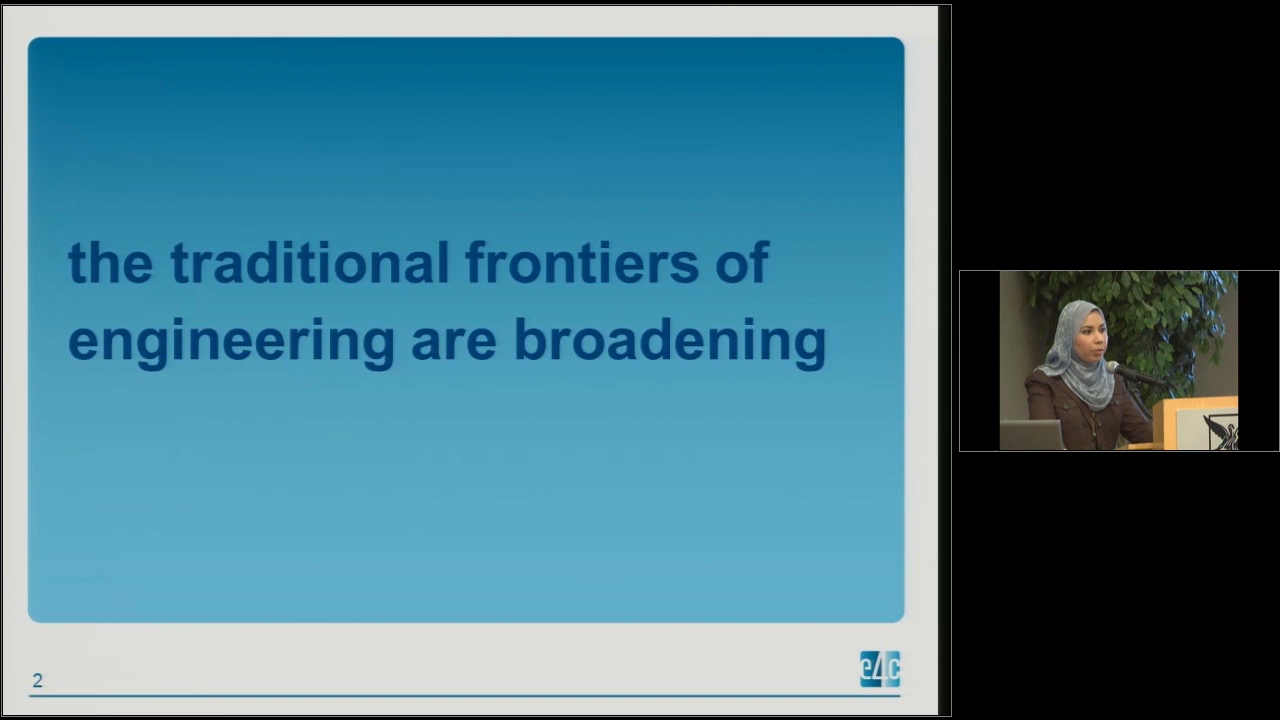 the traditional frontiers of
engineering are broadening
2
e4c